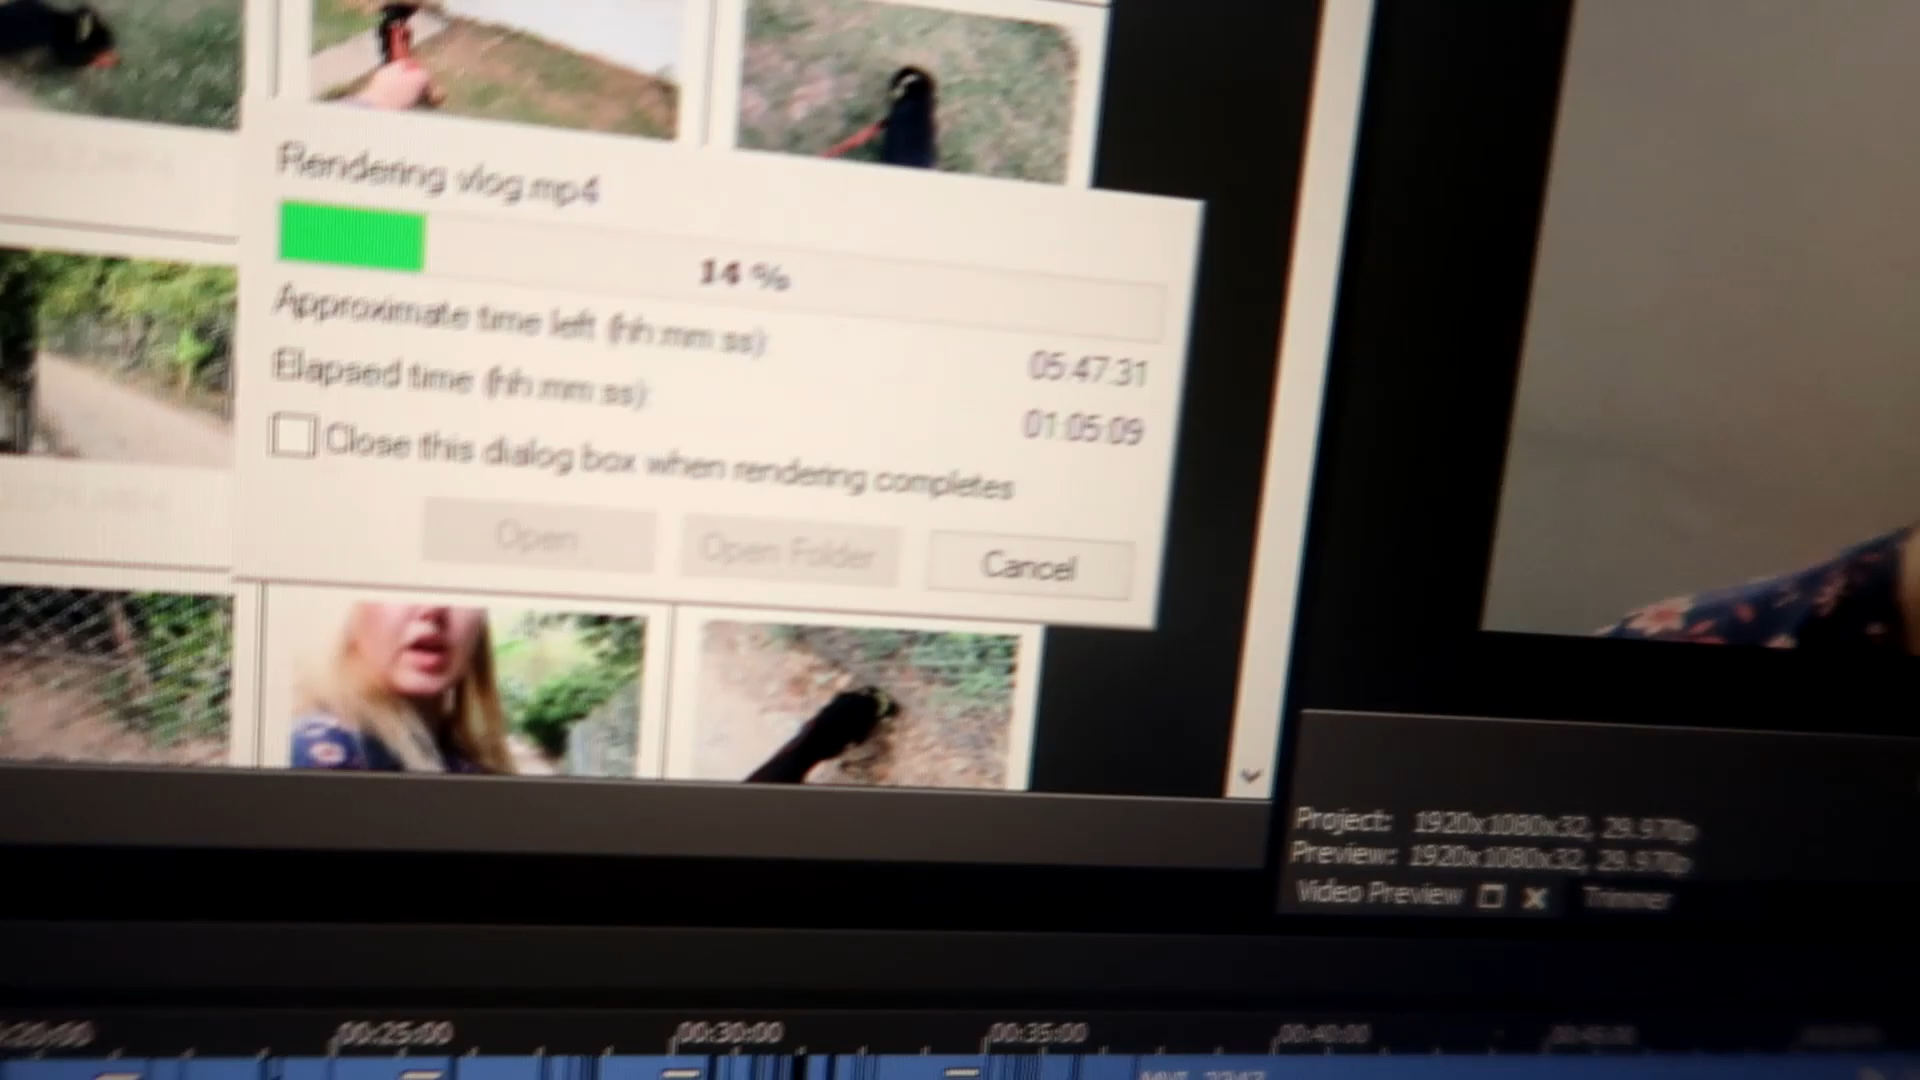 Rendering vlog.mp4
14 %
Approximate time left (hh:mm:ss):
05:47:31
Elapsed time (hh:mm:ss):
01:05:09
Close this dialog box when rendering completes
Open
Open Folder
Cancel
Project: 1920x1080x32, 29.970p
Preview: 1920x1080x32, 29.970p
Video Preview
Trimmer
00:25:00
00:30:00
00:35:00
00:40:00